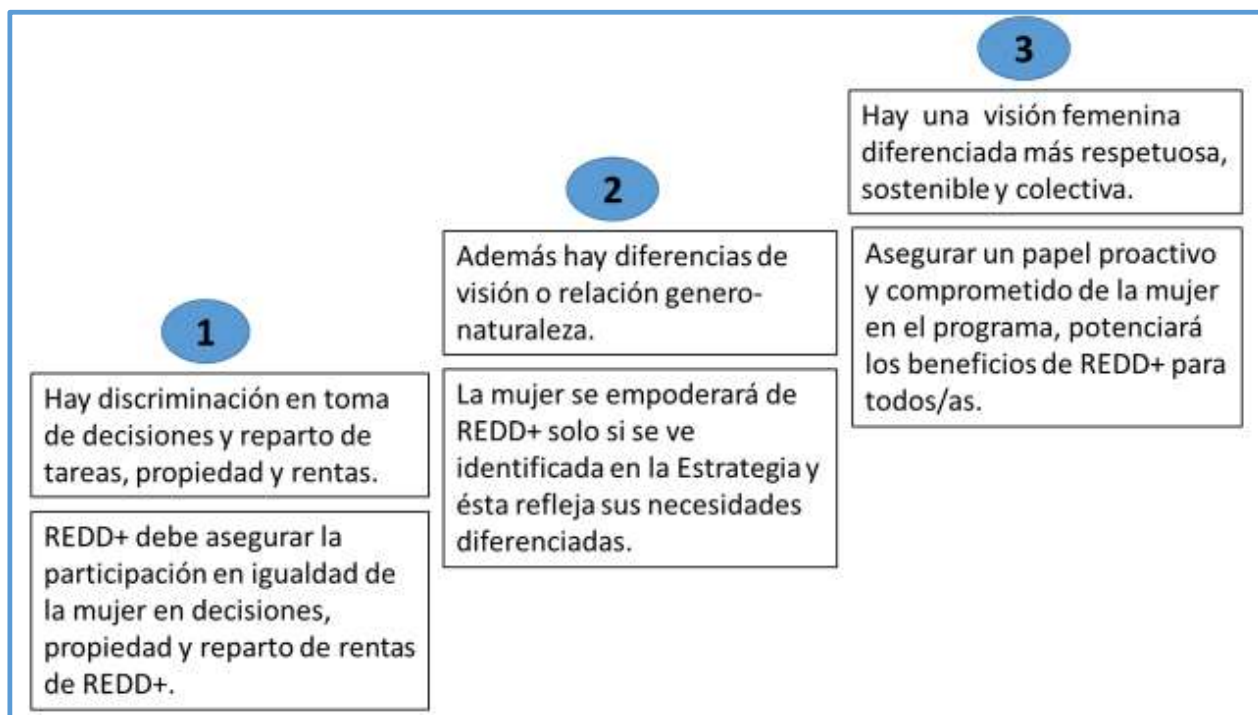 1
Hay discriminación en toma
de decisiones y reparto de
tareas, propiedad y rentas.
REDD+ debe asegurar la
participación en igualdad de
la mujer en decisiones,
propiedad y reparto de rentas
de REDD+.
2
Además hay diferencias de
visión o relación genero-
naturaleza.
La mujer se empoderará de
REDD+ solo si se ve
identificada en la Estrategia y
ésta refleja sus necesidades
diferenciadas.
3
Hay una visión femenina
diferenciada más respetuosa,
sostenible y colectiva.
Asegurar un papel proactivo
y comprometido de la mujer
en el programa, potenciará
los beneficios de REDD+ para
todos/as.